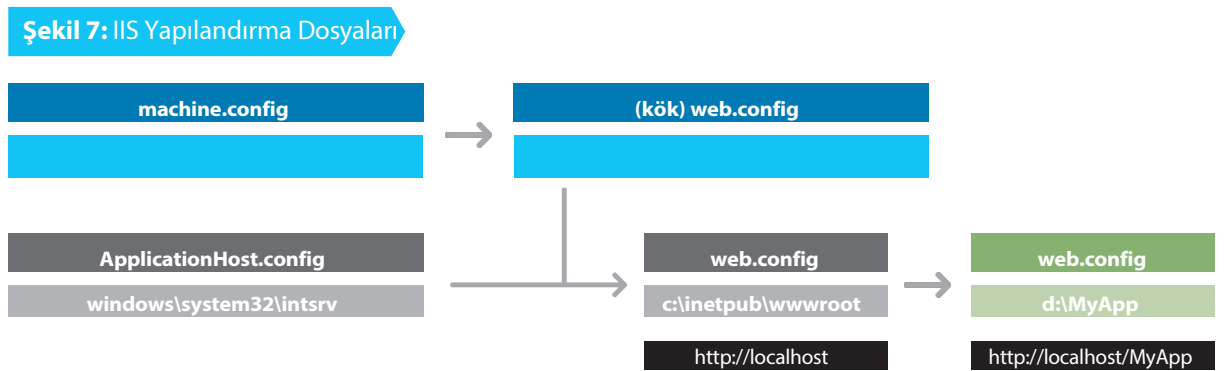 Şekil 7: IIS Yapılandırma Dosyaları
machine.config
(kök) web.config
ApplicationHost.config
windows\system32\intsrv
web.config
c:\inetpub\wwwroot
http://localhost
web.config
d:\MyApp
http://localhost/MyApp